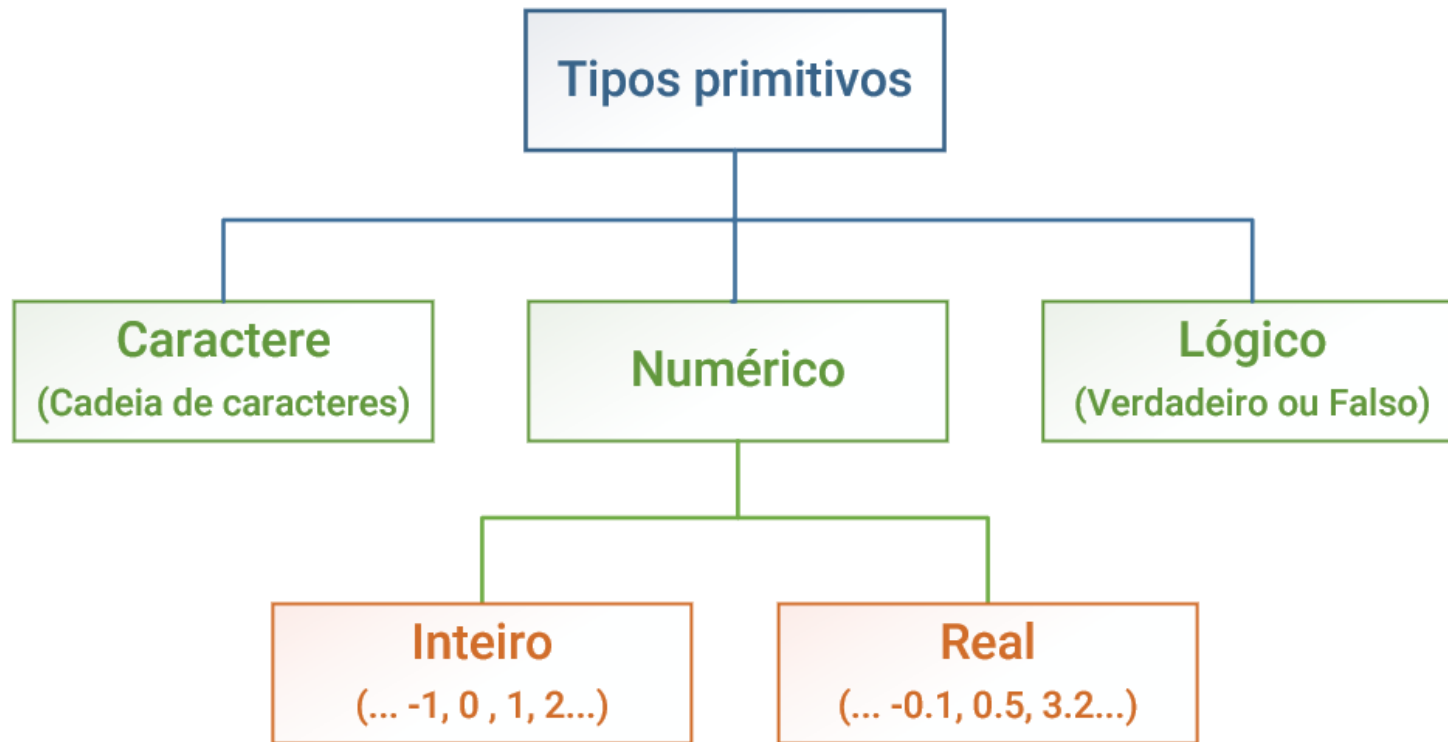 Tipos primitivos
Caractere
(Cadeia de caracteres)
Numérico
Lógico
(Verdadeiro ou Falso)
Inteiro
(... -1, 0 , 1, 2...)
Real
(... -0.1, 0.5, 3.2...)